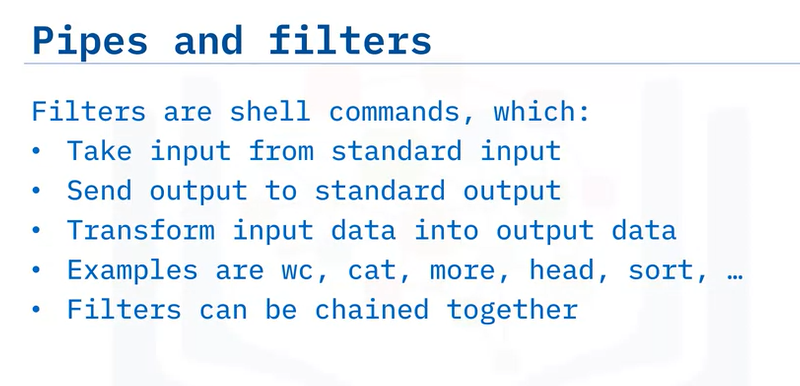 Pipes and filters
Filters are shell commands, which:
• Take input from standard input
• Send output to standard output
• Transform input data into output data
• Examples are wc, cat, more, head, sort, …
• Filters can be chained together